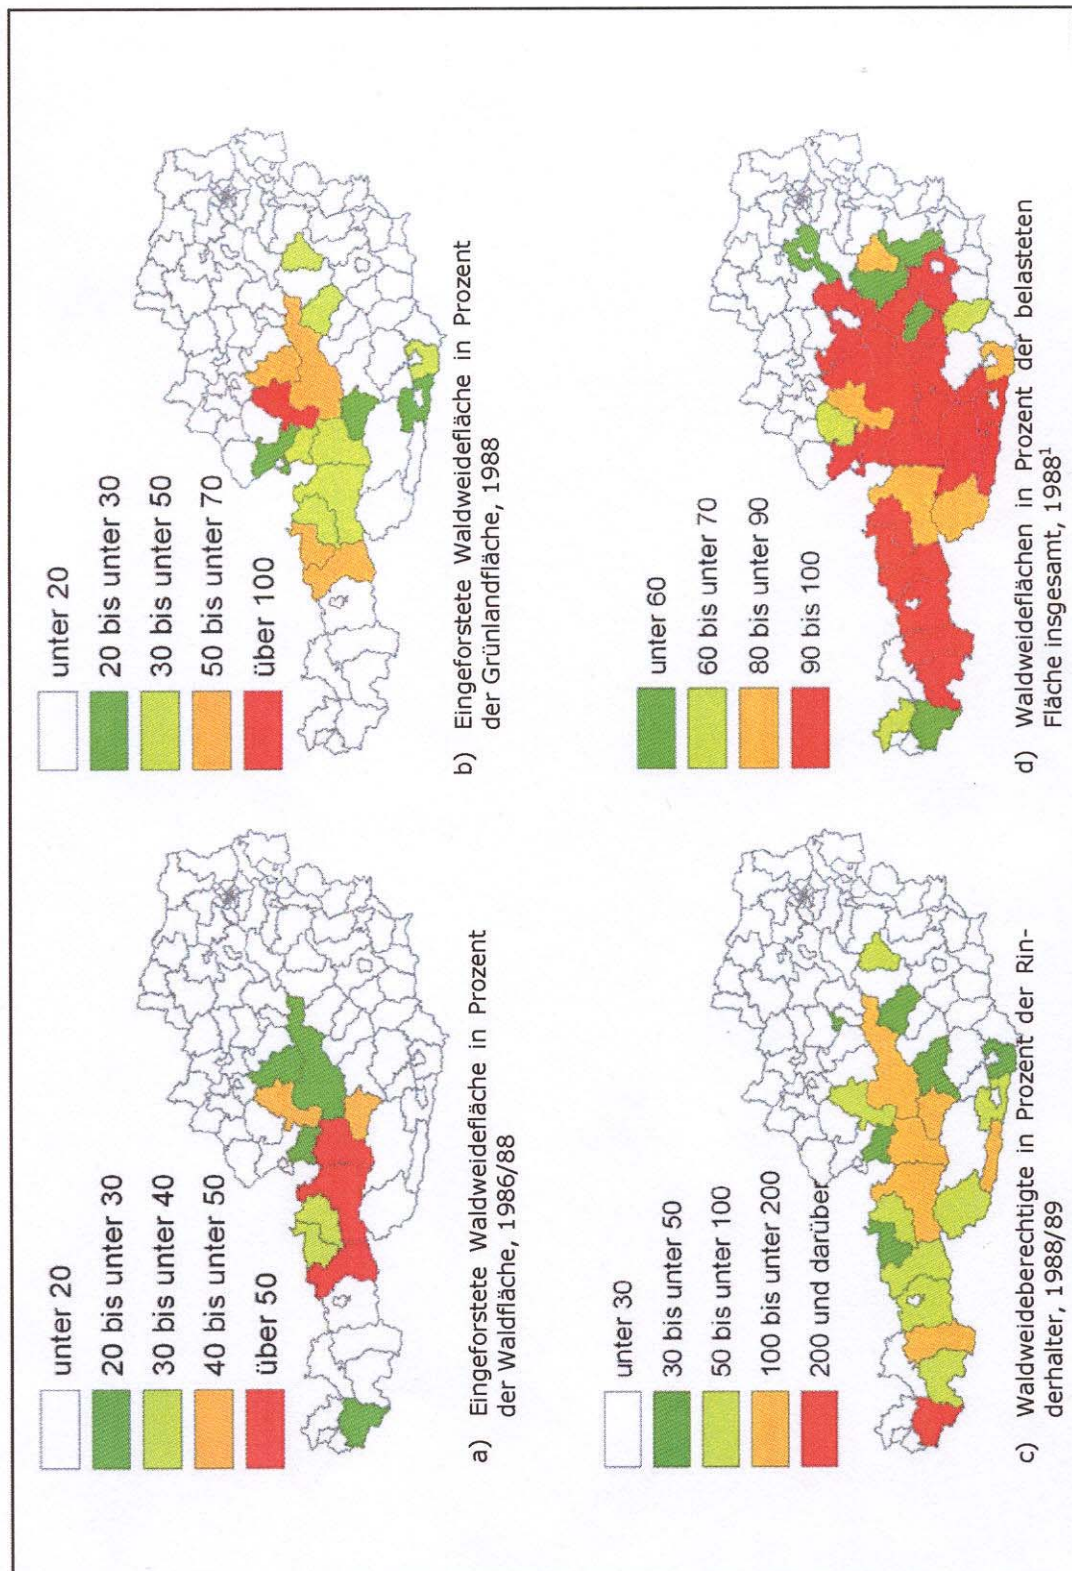 unter 20
20 bis unter 30
30 bis unter 40
40 bis unter 50
über 50
a) Eingeforstete Waldweidefläche in Prozent
der Waldfläche, 1986/88
unter 20
20 bis unter 30
30 bis unter 50
50 bis unter 70
über 100
b) Eingeforstete Waldweidefläche in Prozent
der Grünlandfläche, 1988
unter 30
30 bis unter 50
50 bis unter 100
100 bis unter 200
200 und darüber
c) Waldweideberechtigte in Prozent der Rin-
derhalter, 1988/89
unter 60
60 bis unter 70
80 bis unter 90
90 bis 100
d) Waldweideflächen in Prozent der belasteten
Fläche insgesamt, 1988¹